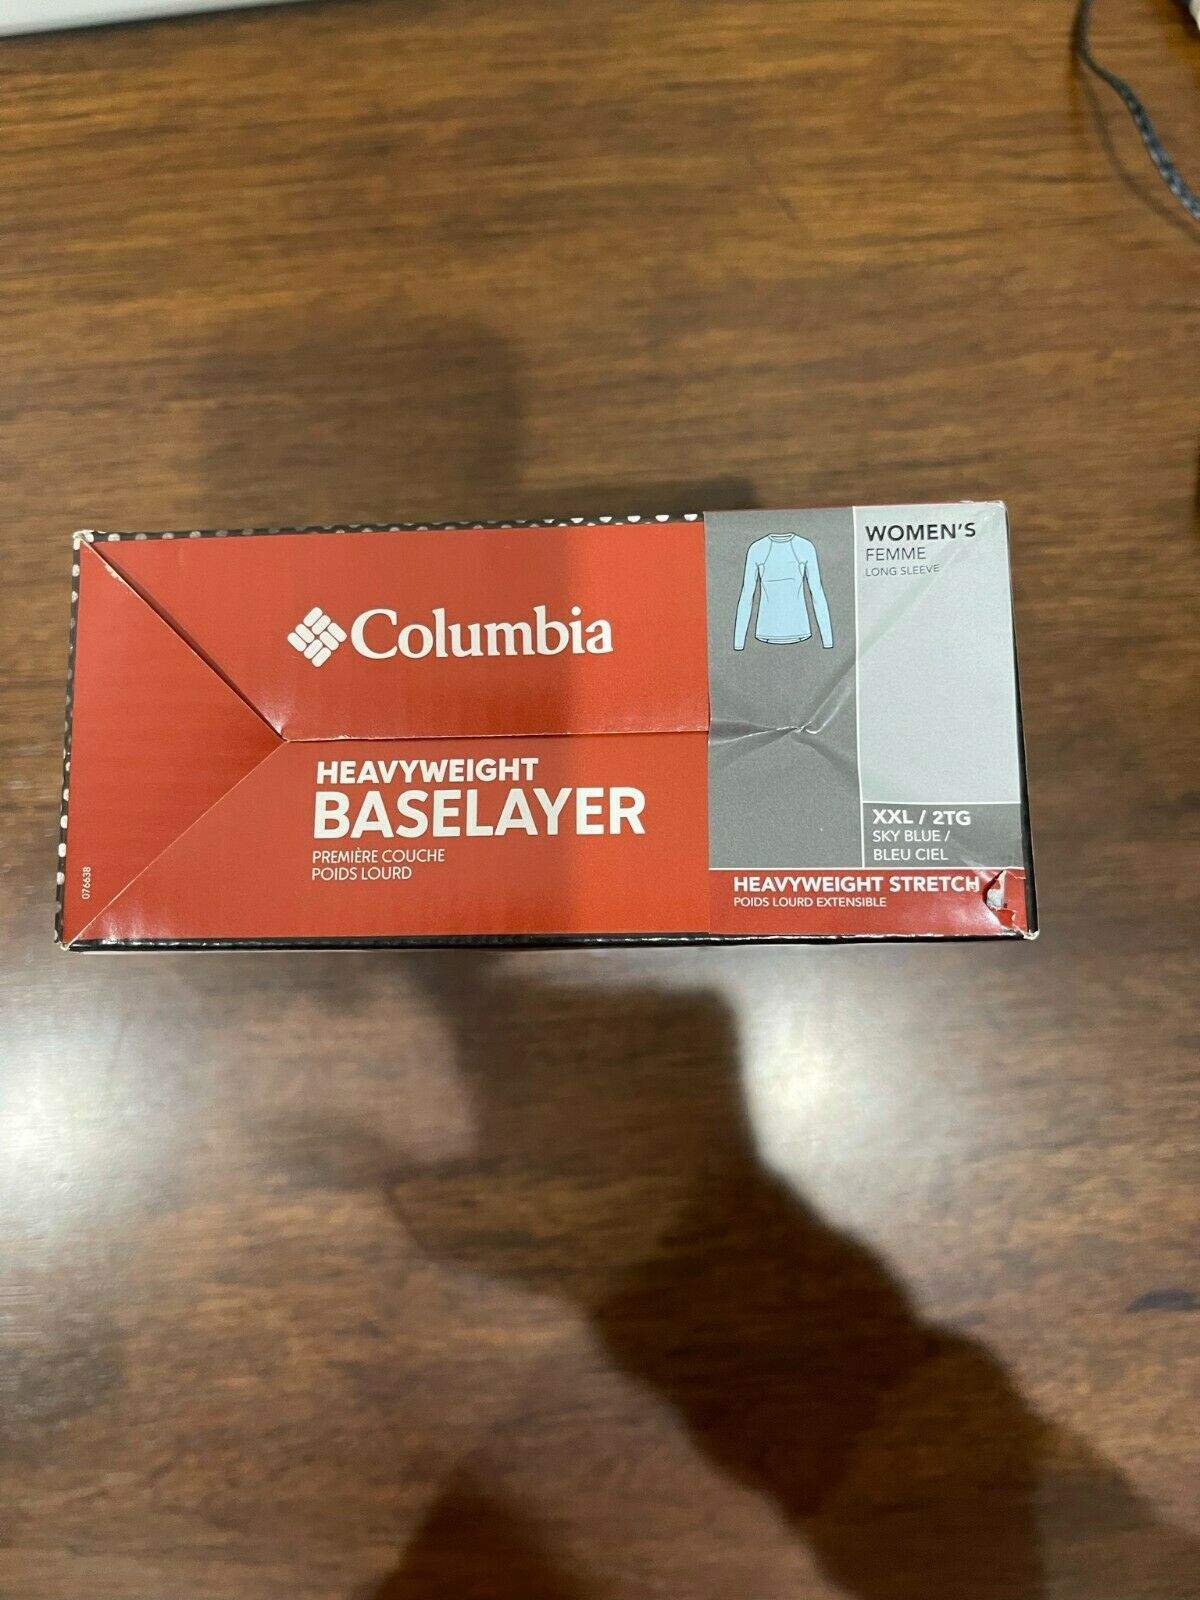 Columbia
HEAVYWEIGHT
BASELAYER
PREMIÈRE COUCHE
POIDS LOURD
076638
WOMEN'S
FEMME
LONG SLEEVE
XXL / 2TG
SKY BLUE /
BLEU CIEL
HEAVYWEIGHT STRETCH
POIDS LOURD EXTENSIBLE